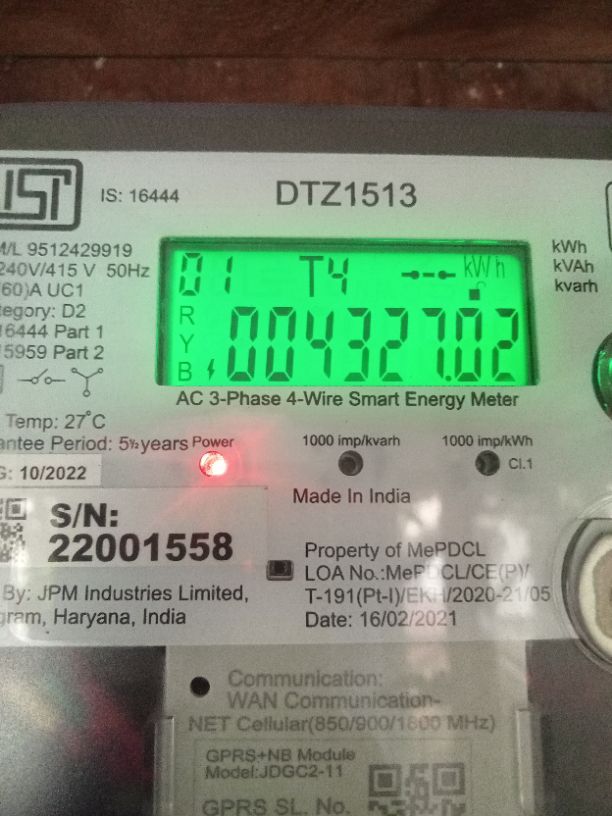 IS: 16444
DTZ1513
M/L 9512429919
240V/415 V 50Hz
60)A UC1
tegory: D2
16444 Part 1
15959 Part 2
kWh
kVAh
kvarh
01 T4 kWh
R
Y
B
004327.02
AC 3-Phase 4-Wire Smart Energy Meter
Temp: 27°C
antee Period: 5½ years
Power
1000 imp/kvarh
1000 imp/kWh
Cl.1
G: 10/2022
Made In India
S/N:
22001558
Property of MePDCL
LOA No.:MePDCL/CE(P)/
T-191(Pt-I)/EKH/2020-21/05
Date: 16/02/2021
By: JPM Industries Limited,
gram, Haryana, India
Communication:
WAN Communication-
NET Cellular(850/900/1800 MHz)
GPRS+NB Module
Model:JDGC2-11
GPRS SL. No.